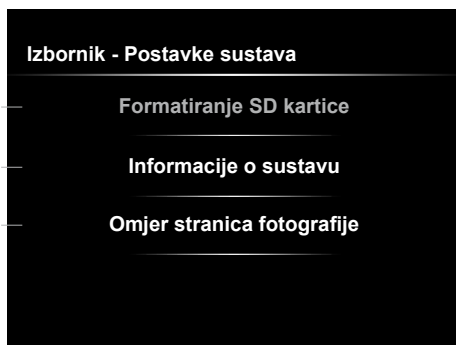 Izbornik - Postavke sustava
Formatiranje SD kartice
Informacije o sustavu
Omjer stranica fotografije